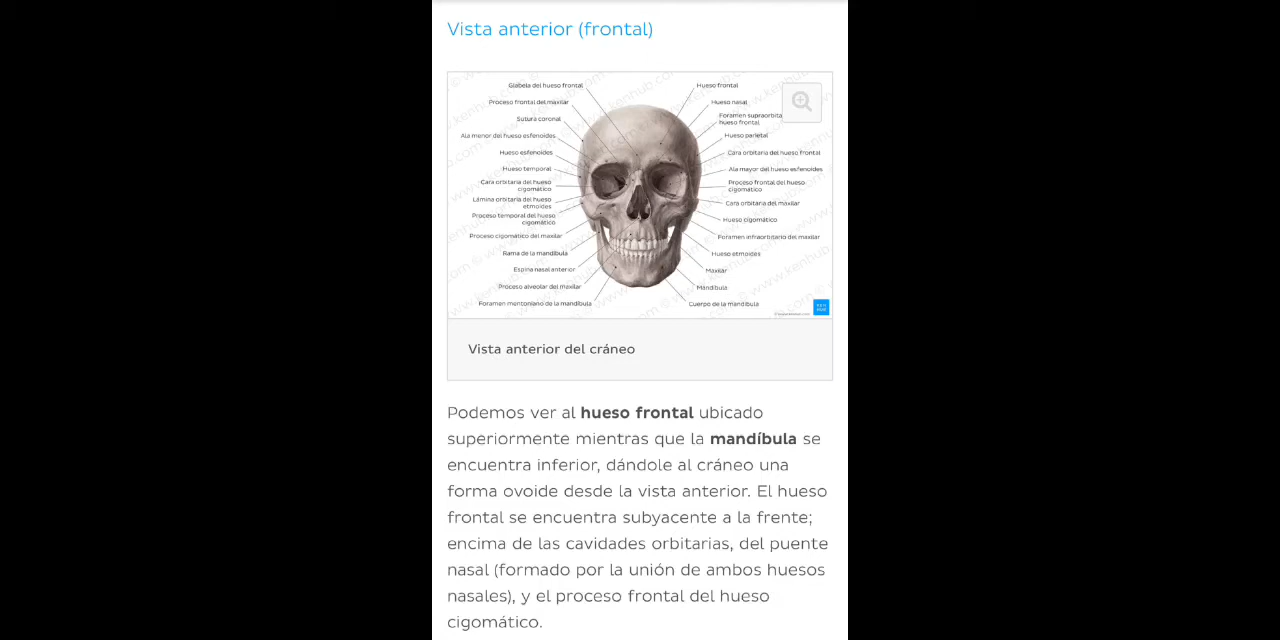 Vista anterior (frontal)
Glabela del hueso frontal
Proceso frontal del maxilar
Sutura coronal
Ala menor del hueso esfenoides
Hueso esfenoides
Hueso temporal
Cara orbitaria del hueso
cigomático
Lámina orbitaria del hueso
etmoides
Proceso temporal del hueso
cigomático
Proceso cigomático del maxilar
Rama de la mandíbula
Espina nasal anterior
Proceso alveolar del maxilar
Foramen mentoniano de la mandíbula
Hueso frontal
Hueso nasal
Foramen supraorbita
hueso frontal
Hueso parietal
Cara orbitaria del hueso frontal
Ala mayor del hueso esfenoides
Proceso frontal del hueso
cigomático
Cara orbitaria del maxilar
Hueso cigomático
Foramen infraorbitario del maxilar
Hueso etmoides
Maxilar
Mandíbula
Cuerpo de la mandíbula
KEN
HUB
© www.kenhub.com
Vista anterior del cráneo
Podemos ver al hueso frontal ubicado
superiormente mientras que la mandíbula se
encuentra inferior, dándole al cráneo una
forma ovoide desde la vista anterior. El hueso
frontal se encuentra subyacente a la frente;
encima de las cavidades orbitarias, del puente
nasal (formado por la unión de ambos huesos
nasales), y el proceso frontal del hueso
cigomático.